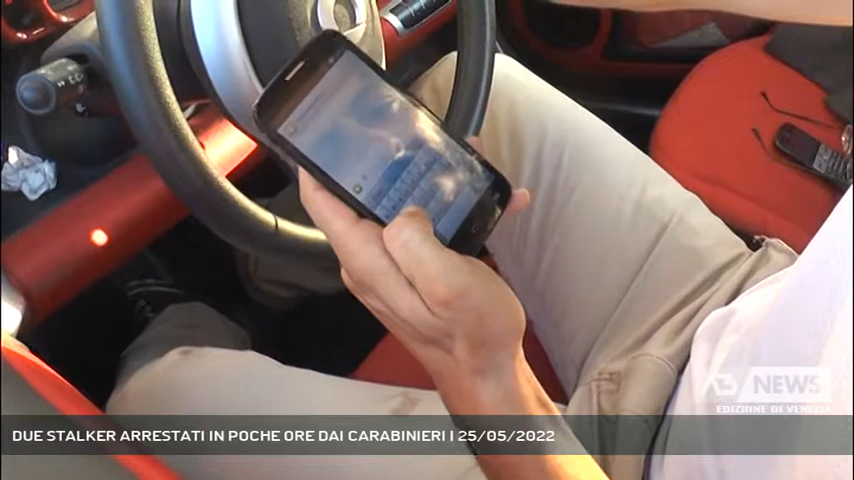 NEWS
EDIZIONE DI VENEZIA
DUE STALKER ARRESTATI IN POCHE ORE DAI CARABINIERI | 25/05/2022